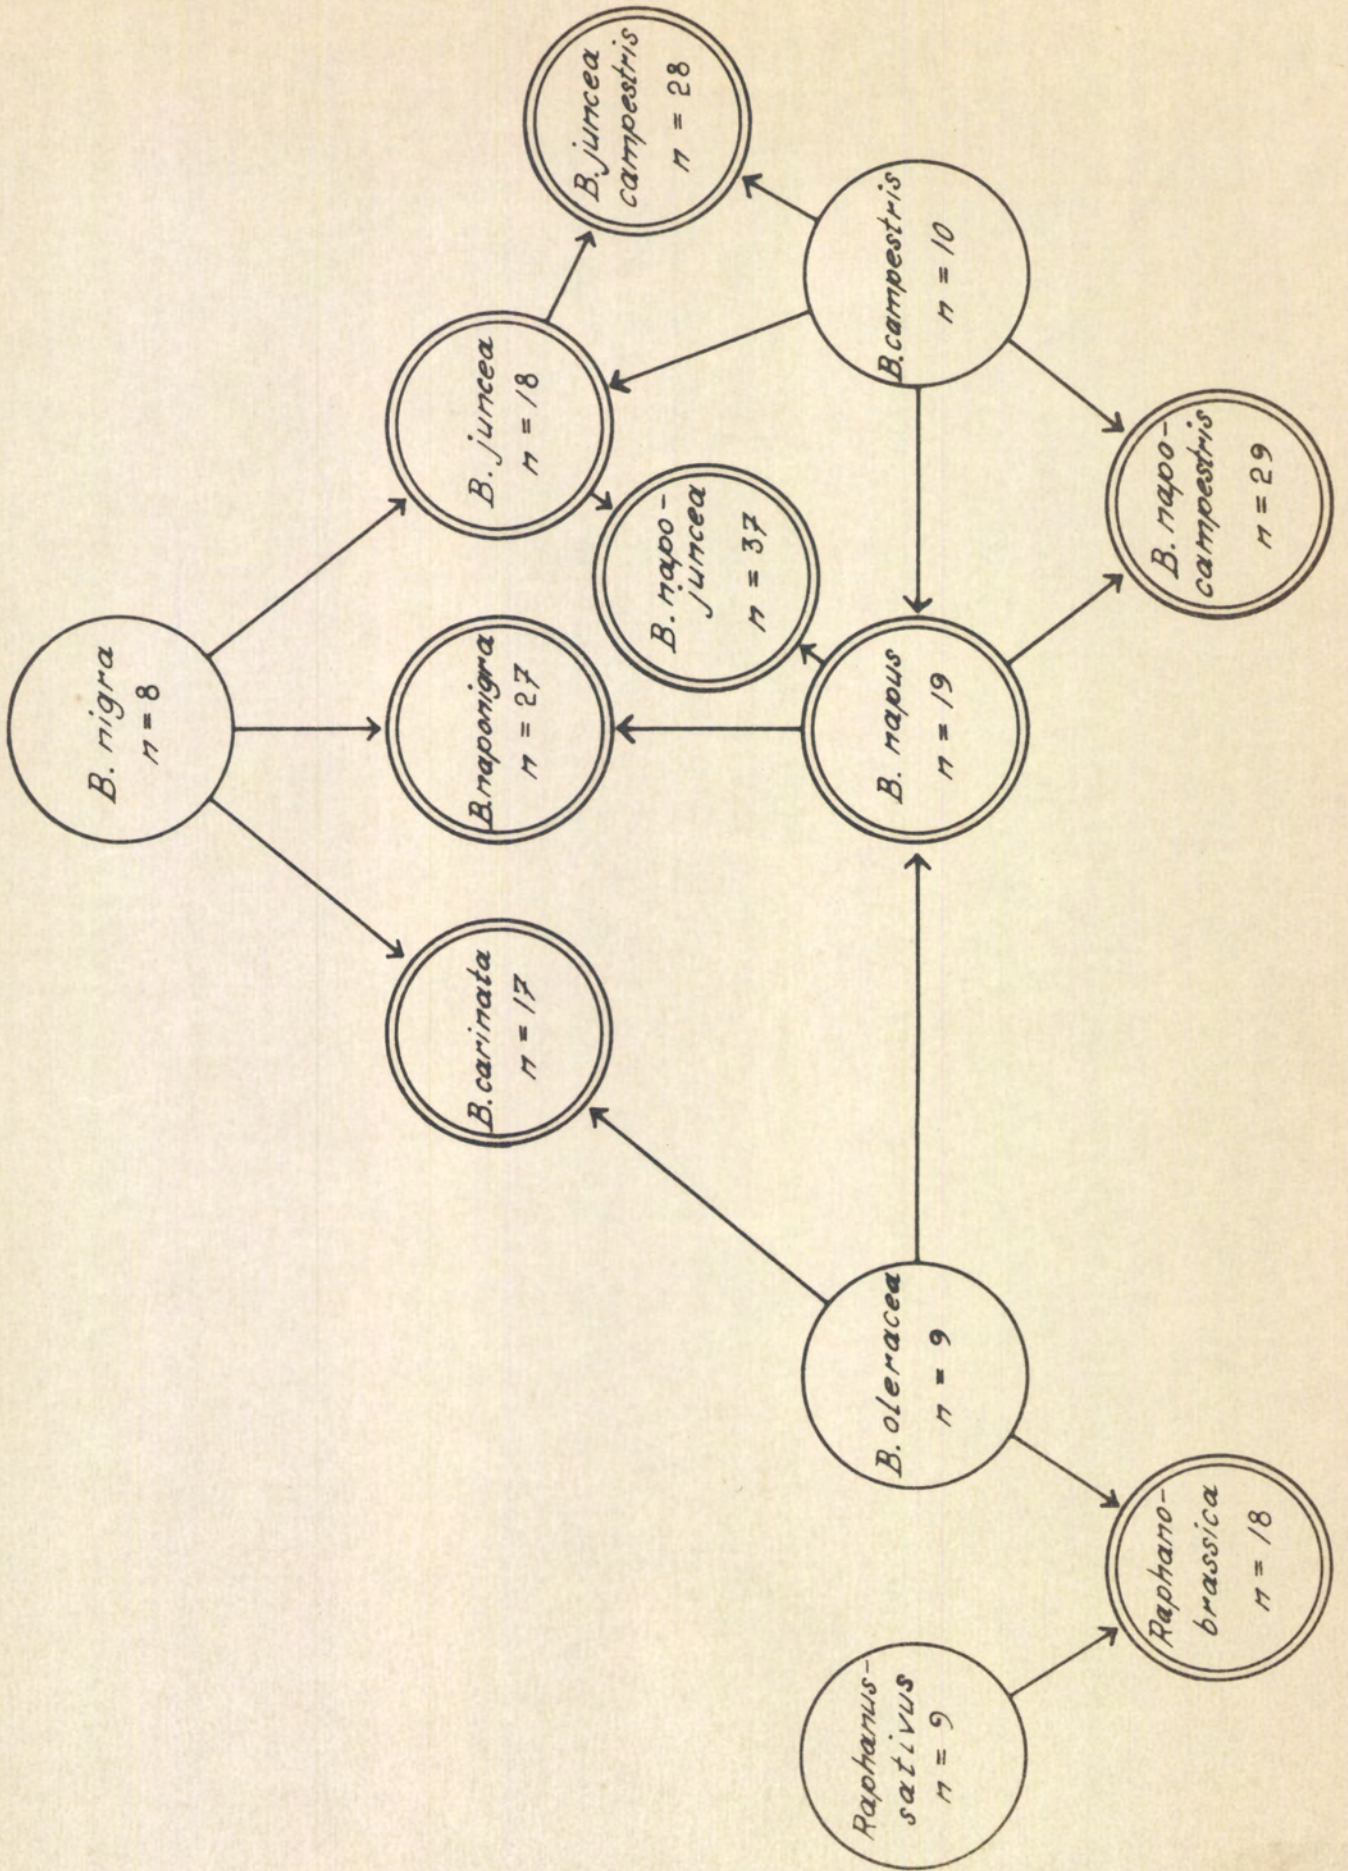 B. nigra
n = 8
B. carinata
n = 17
B. naponigra
n = 27
B. juncea
n = 18
B. juncea
campestris
n = 28
B. napo-
juncea
n = 37
Raphanus-
sativus
n = 9
B. oleracea
n = 9
B. napus
n = 19
B. campestris
n = 10
Raphano-
brassica
n = 18
B. napo-
campestris
n = 29